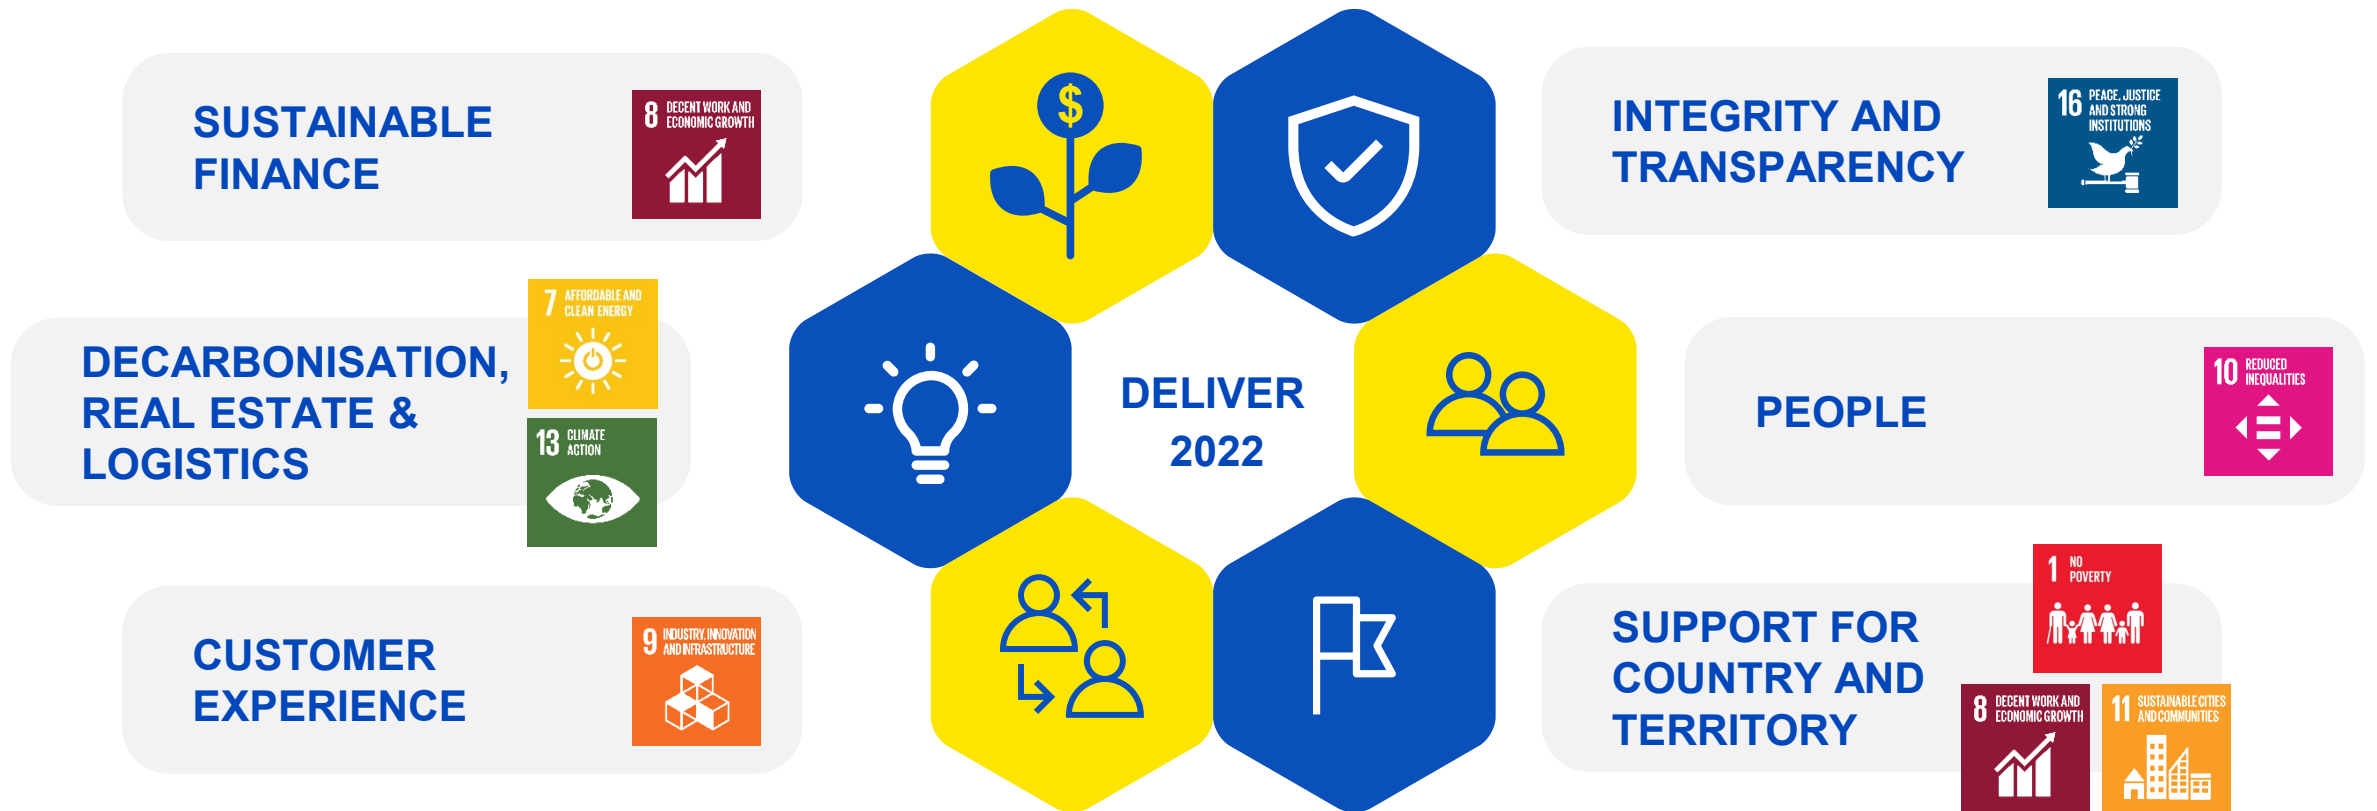 SUSTAINABLE
FINANCE
8 DECENT WORK AND
ECONOMIC GROWTH
$
INTEGRITY AND
TRANSPARENCY
16 PEACE, JUSTICE
AND STRONG
INSTITUTIONS
DECARBONISATION,
REAL ESTATE &
LOGISTICS
7 AFFORDABLE AND
CLEAN ENERGY
13 CLIMATE
ACTION
DELIVER
2022
PEOPLE
10 REDUCED
INEQUALITIES
CUSTOMER
EXPERIENCE
9 INDUSTRY, INNOVATION
AND INFRASTRUCTURE
SUPPORT FOR
COUNTRY AND
TERRITORY
1 NO
POVERTY
8 DECENT WORK AND
ECONOMIC GROWTH
11 SUSTAINABLE CITIES
AND COMMUNITIES